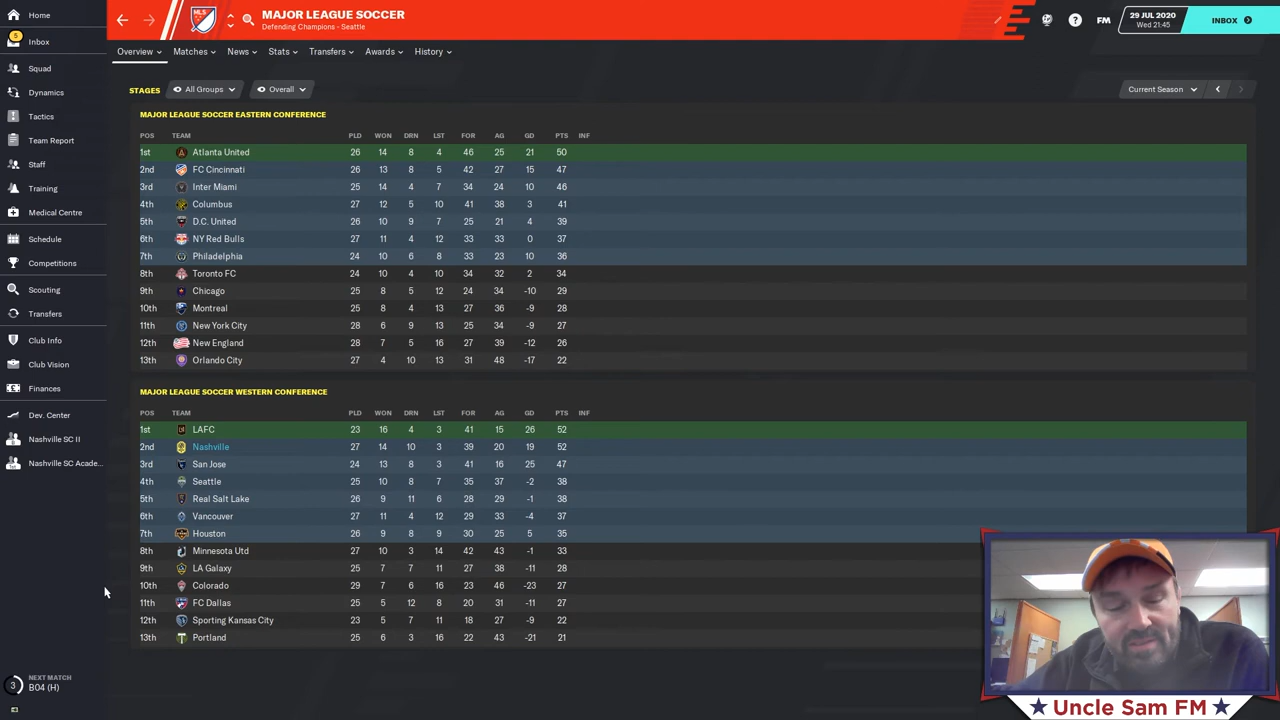 Home
MAJOR LEAGUE SOCCER
Defending Champions - Seattle
FM
29 JUL 2020
Wed 21:45
INBOX
5
Inbox
Overview Matches News Stats Transfers Awards History
Squad
Dynamics
Tactics
Team Report
Staff
Training
Medical Centre
Schedule
Competitions
Scouting
Transfers
Club Info
Club Vision
Finances
Dev. Center
Nashville SC II
Nashville SC Acade...
NEXT MATCH
3 B04 (H)
STAGES All Groups Overall Current Season
MAJOR LEAGUE SOCCER EASTERN CONFERENCE
POS TEAM PLD WON DRN LST FOR AG GD PTS INF
1st Atlanta United 26 14 8 4 46 25 21 50
2nd FC Cincinnati 26 13 8 5 42 27 15 47
3rd Inter Miami 25 14 4 7 34 24 10 46
4th Columbus 27 12 5 10 41 38 3 41
5th D.C. United 26 10 9 7 25 21 4 39
6th NY Red Bulls 27 11 4 12 33 33 0 37
7th Philadelphia 24 10 6 8 33 23 10 36
8th Toronto FC 24 10 4 10 34 32 2 34
9th Chicago 25 8 5 12 24 34 -10 29
10th Montreal 25 8 4 13 27 36 -9 28
11th New York City 28 6 9 13 25 34 -9 27
12th New England 28 7 5 16 27 39 -12 26
13th Orlando City 27 4 10 13 31 48 -17 22
MAJOR LEAGUE SOCCER WESTERN CONFERENCE
POS TEAM PLD WON DRN LST FOR AG GD PTS INF
1st LAFC 23 16 4 3 41 15 26 52
2nd Nashville 27 14 10 3 39 20 19 52
3rd San Jose 24 13 8 3 41 16 25 47
4th Seattle 25 10 8 7 35 37 -2 38
5th Real Salt Lake 26 9 11 6 28 29 -1 38
6th Vancouver 27 11 4 12 29 33 -4 37
7th Houston 26 9 8 9 30 25 5 35
8th Minnesota Utd 27 10 3 14 42 43 -1 33
9th LA Galaxy 25 7 7 11 27 38 -11 28
10th Colorado 29 7 6 16 23 46 -23 27
11th FC Dallas 25 5 12 8 20 31 -11 27
12th Sporting Kansas City 23 5 7 11 18 27 -9 22
13th Portland 25 6 3 16 22 43 -21 21
★ Uncle Sam FM ★